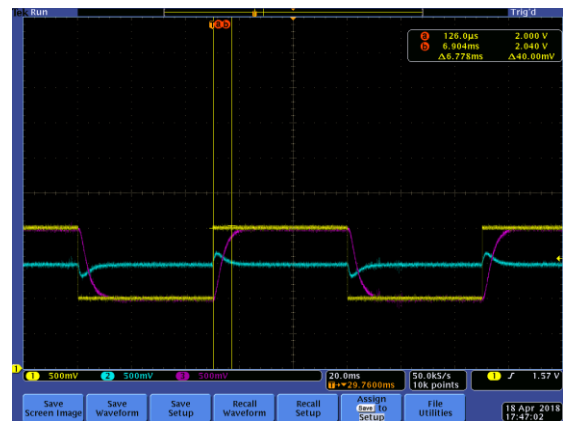 Tek Run Trig'd
a b
a 126.0µs 2.000 V
b 6.904ms 2.040 V
Δ6.778ms Δ40.00mV
1
1 500mV 2 500mV 3 500mV 20.0ms 50.0kS/s 1 1.57 V
T→▼29.7600ms 10k points
Save Screen Image
Save Waveform
Save Setup
Recall Waveform
Recall Setup
Assign Save to Setup
File Utilities
18 Apr 2018
17:47:02